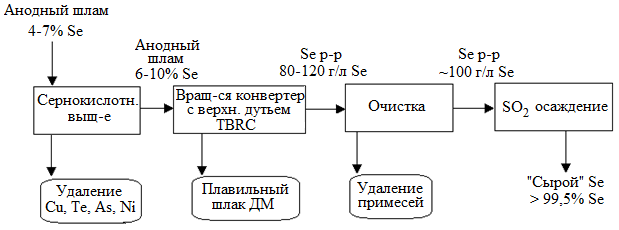 Анодный шлам
4-7% Se
Анодный
шлам
6-10% Se
Se р-р
80-120 г/л Se
Se р-р
~100 г/л Se
Сернокислотн.
выщ-е
Вращ-ся конвертер
с верхн. дутьем
TBRC
Очистка
SO2 осаждение
Удаление
Cu, Te, As, Ni
Плавильный
шлак ДМ
Удаление
примесей
"Сырой" Se
> 99,5% Se